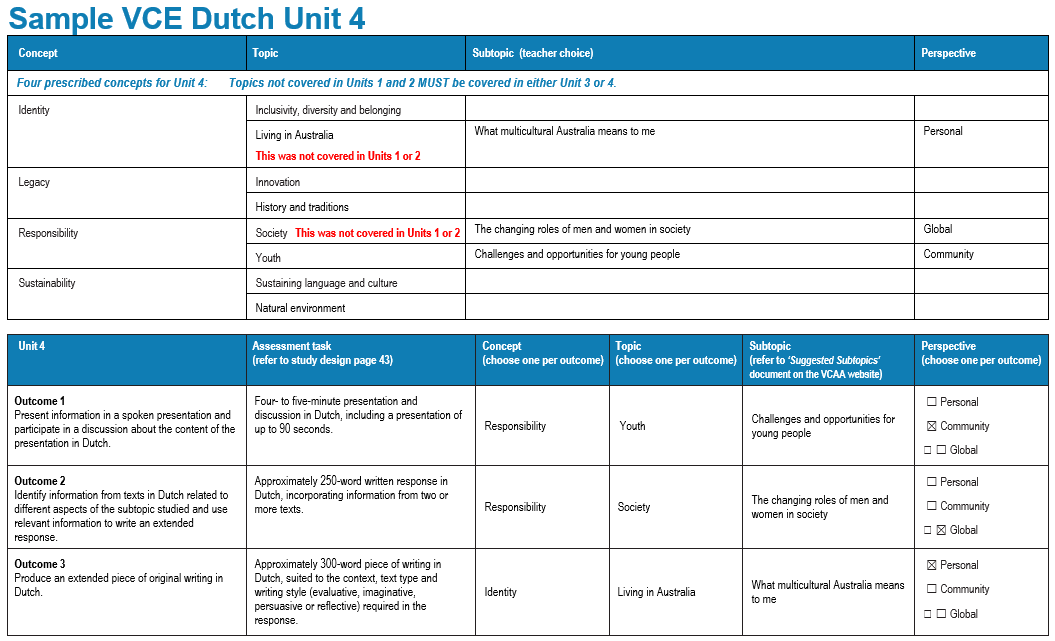 Sample VCE Dutch Unit 4
Concept Topic Subtopic (teacher choice) Perspective
Four prescribed concepts for Unit 4: Topics not covered in Units 1 and 2 MUST be covered in either Unit 3 or 4.
Identity Inclusivity, diversity and belonging
Living in Australia What multicultural Australia means to me Personal
This was not covered in Units 1 or 2
Legacy Innovation
History and traditions
Responsibility Society This was not covered in Units 1 or 2 The changing roles of men and women in society Global
Youth Challenges and opportunities for young people Community
Sustainability Sustaining language and culture
Natural environment
Unit 4
Assessment task
(refer to study design page 43)
Concept
(choose one per outcome)
Topic
(choose one per outcome)
Subtopic
(refer to ‘Suggested Subtopics’
document on the VCAA website)
Perspective
(choose one per outcome)
Outcome 1
Present information in a spoken presentation and
participate in a discussion about the content of the
presentation in Dutch.
Four- to five-minute presentation and
discussion in Dutch, including a presentation of
up to 90 seconds.
Responsibility
Youth
Challenges and opportunities for
young people
☐ Personal
☒ Community
☐ ☐ Global
Outcome 2
Identify information from texts in Dutch related to
different aspects of the subtopic studied and use
relevant information to write an extended
response.
Approximately 250-word written response in
Dutch, incorporating information from two or
more texts.
Responsibility
Society
The changing roles of men and
women in society
☐ Personal
☐ Community
☐ ☒ Global
Outcome 3
Produce an extended piece of original writing in
Dutch.
Approximately 300-word piece of writing in
Dutch, suited to the context, text type and
writing style (evaluative, imaginative,
persuasive or reflective) required in the
response.
Identity
Living in Australia
What multicultural Australia means
to me
☒ Personal
☐ Community
☐ ☐ Global